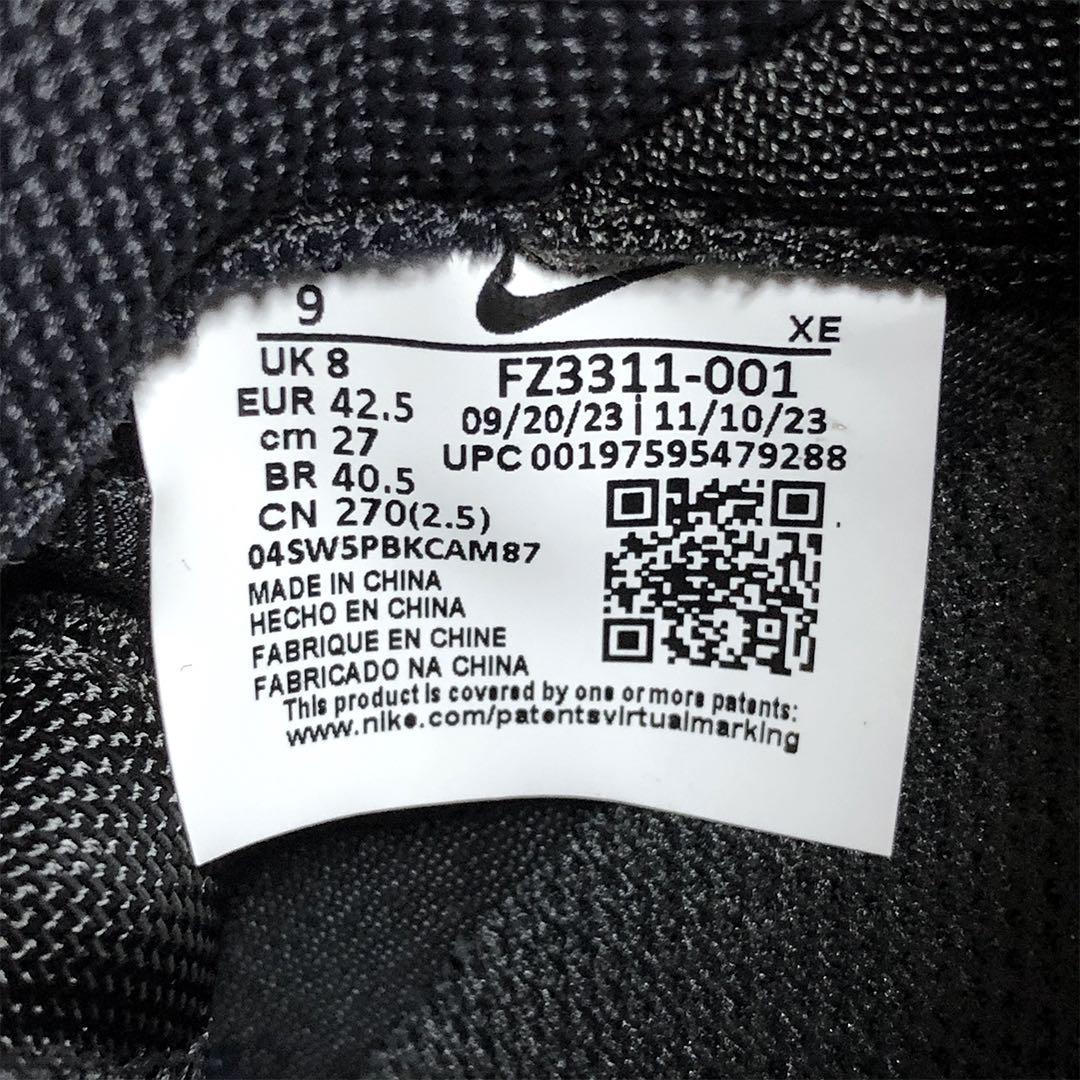 9
XE
UK 8
EUR 42.5
cm 27
BR 40.5
CN 270(2.5)
04SW5PBKCAM87
FZ3311-001
09/20/23 | 11/10/23
UPC 00197595479288
MADE IN CHINA
HECHO EN CHINA
FABRIQUE EN CHINE
FABRICADO NA CHINA
This product is covered by one or more patents:
www.nike.com/patentsvirtualmarking